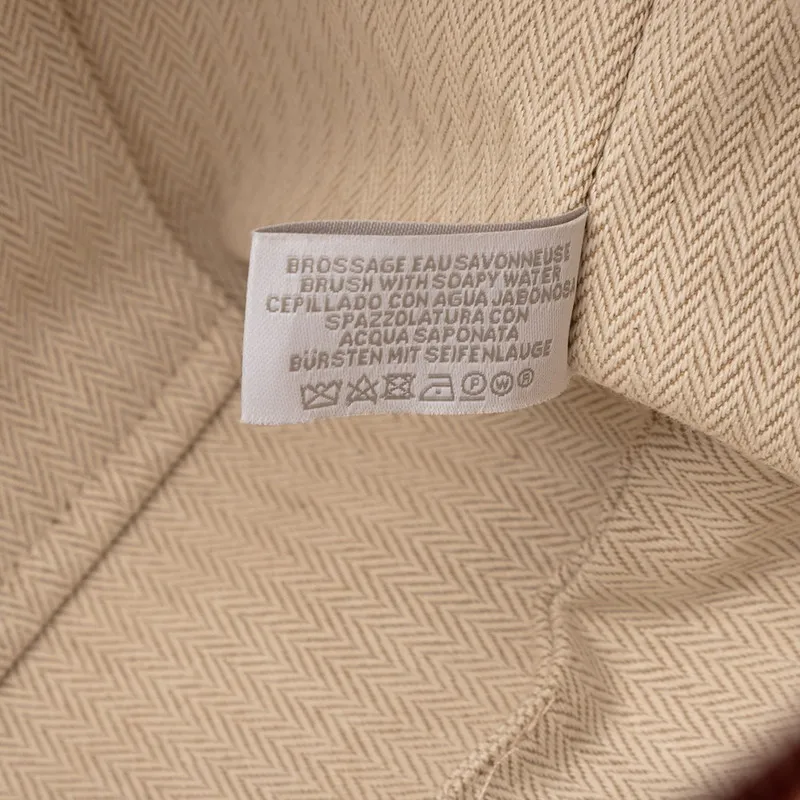 BROSSAGE EAU SAVONNEUSE
BRUSH WITH SOAPY WATER
CEPILLADO CON AGUA JABONOSA
SPAZZOLATURA CON
ACQUA SAPONATA
BÜRSTEN MIT SEIFENLAUGE
P W R